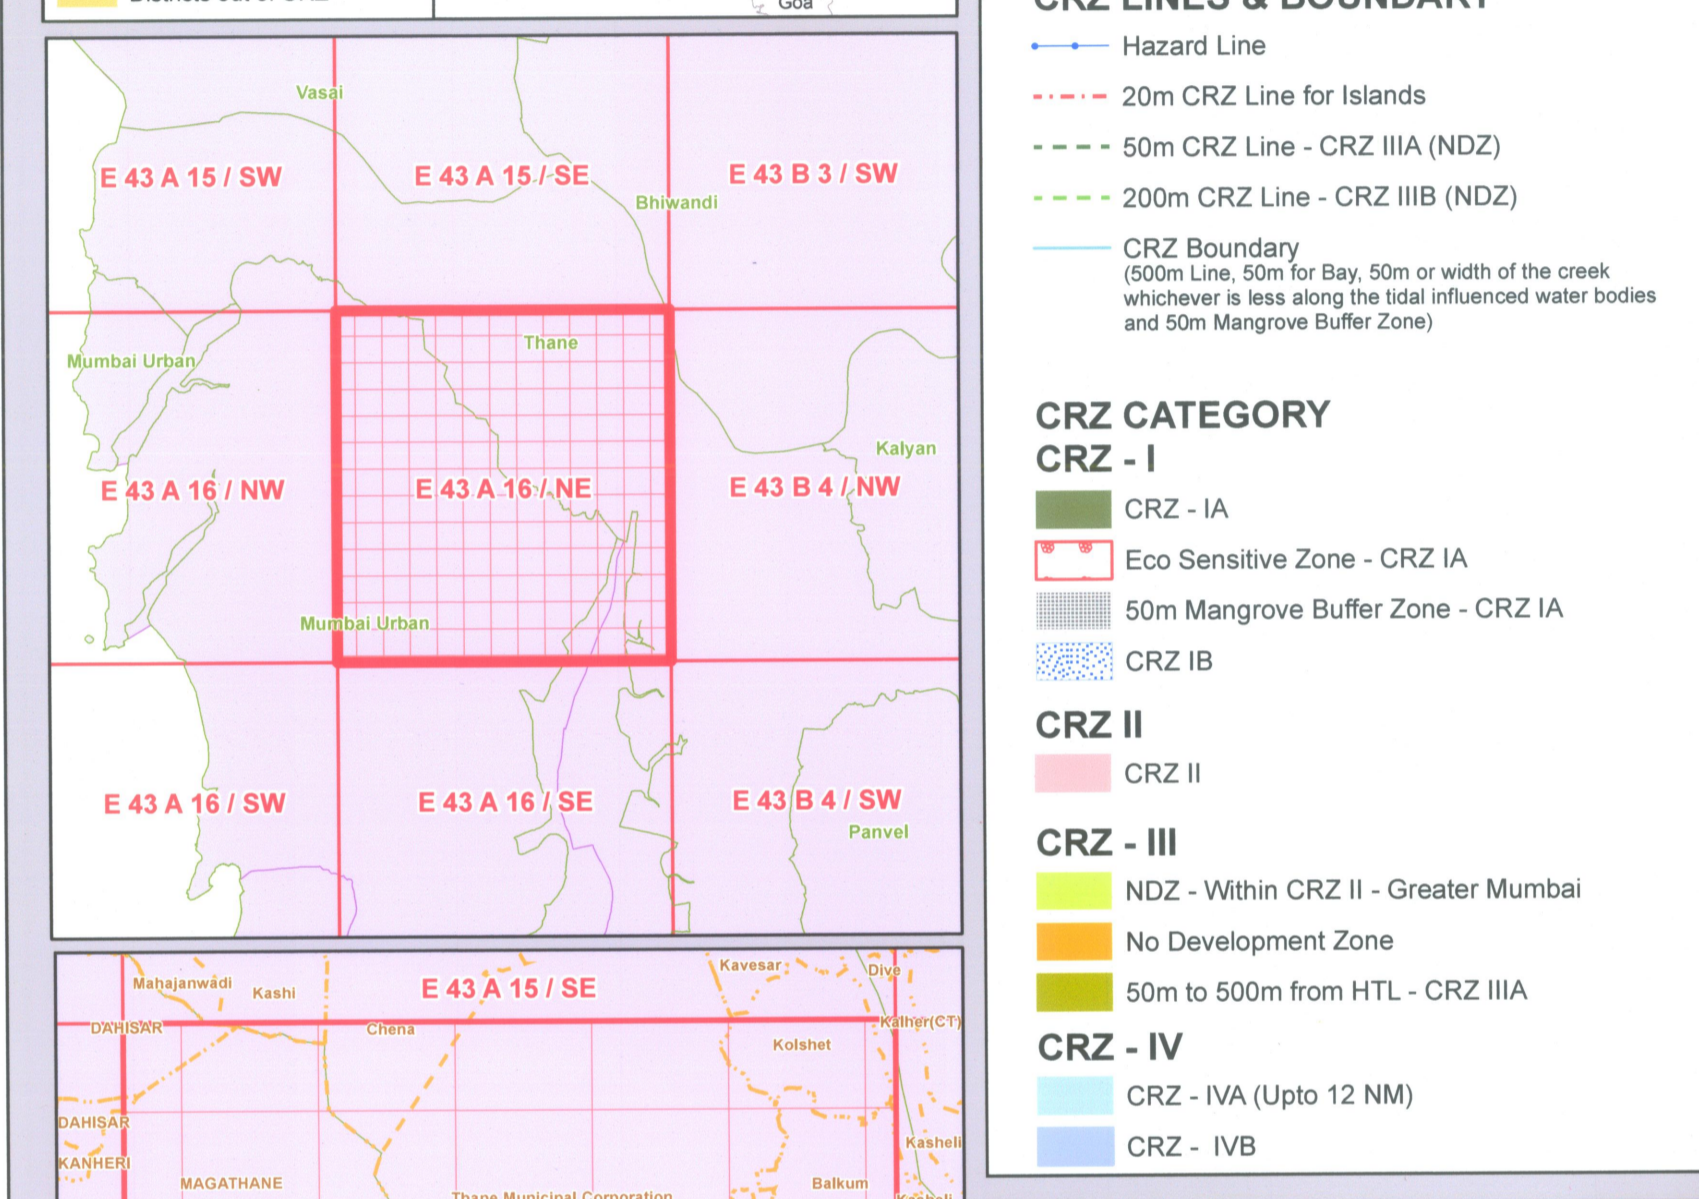 Goa
Vasai
E 43 A 15 / SW
E 43 A 15 / SE
E 43 B 3 / SW
Bhiwandi
Mumbai Urban
Thane
Kalyan
E 43 A 16 / NW
E 43 A 16 / NE
E 43 B 4 / NW
Mumbai Urban
E 43 A 16 / SW
E 43 A 16 / SE
E 43 B 4 / SW
Panvel
Mahajanwadi
Kashi
E 43 A 15 / SE
Kavesar
Dive
DAHISAR
Chena
Kalher(CT)
Kolshet
DAHISAR
Kasheli
KANHERI
MAGATHANE
Balkum
Thane Municipal Corporation
CRZ LINES & BOUNDARY
Hazard Line
20m CRZ Line for Islands
50m CRZ Line - CRZ IIIA (NDZ)
200m CRZ Line - CRZ IIIB (NDZ)
CRZ Boundary
(500m Line, 50m for Bay, 50m or width of the creek
whichever is less along the tidal influenced water bodies
and 50m Mangrove Buffer Zone)
CRZ CATEGORY
CRZ - I
CRZ - IA
Eco Sensitive Zone - CRZ IA
50m Mangrove Buffer Zone - CRZ IA
CRZ IB
CRZ II
CRZ II
CRZ - III
NDZ - Within CRZ II - Greater Mumbai
No Development Zone
50m to 500m from HTL - CRZ IIIA
CRZ - IV
CRZ - IVA (Upto 12 NM)
CRZ - IVB